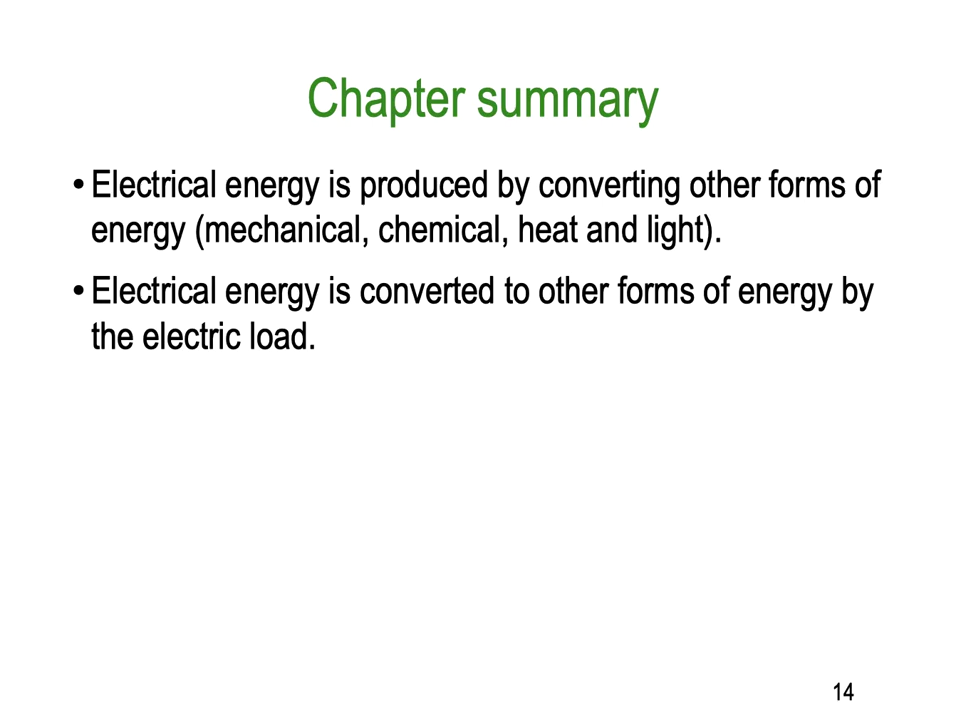 Chapter summary
• Electrical energy is produced by converting other forms of
energy (mechanical, chemical, heat and light).
• Electrical energy is converted to other forms of energy by
the electric load.
14